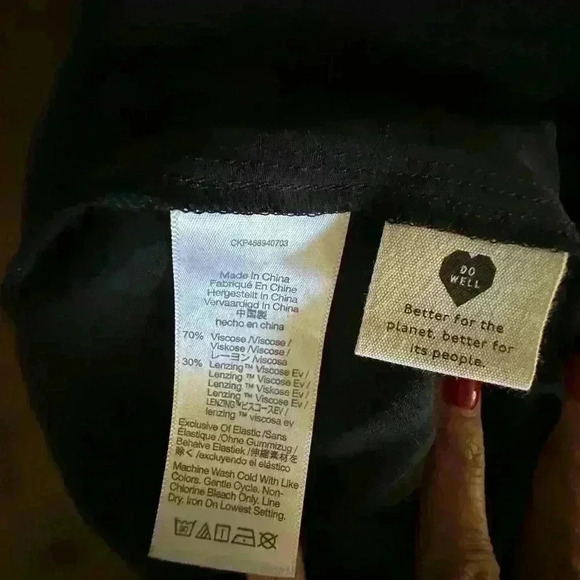 CKP488940703
Made In China
Fabriqué En Chine
Hergestellt In China
Vervaardigd In China
中国製
hecho en china
70% Viscose /Viscose /
Viskose /Viscose /
レーヨン /viscosa
30% Lenzing™ Viscose Ev /
Lenzing™ Viscose Ev /
Lenzing™ Viskose Ev /
Lenzing™ Viscose Ev /
LENZING™ビスコースEV /
lenzing™ viscosa ev
Exclusive Of Elastic /Sans
Élastique /Ohne Gummizug /
Behalve Elastiek /伸縮素材を
除く /excluyendo el elástico
Machine Wash Cold With Like
Colors. Gentle Cycle. Non-
Chlorine Bleach Only. Line
Dry. Iron On Lowest Setting.
DO
WELL
Better for the
planet, better for
its people.